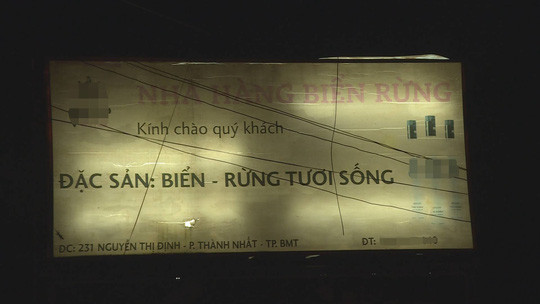 NHÀ HÀNG BIỂN RỪNG
Kính chào quý khách
ĐẶC SẢN: BIỂN - RỪNG TƯƠI SỐNG
ĐC: 231 NGUYỄN THỊ ĐỊNH - P. THÀNH NHẤT - TP. BMT
ĐT: